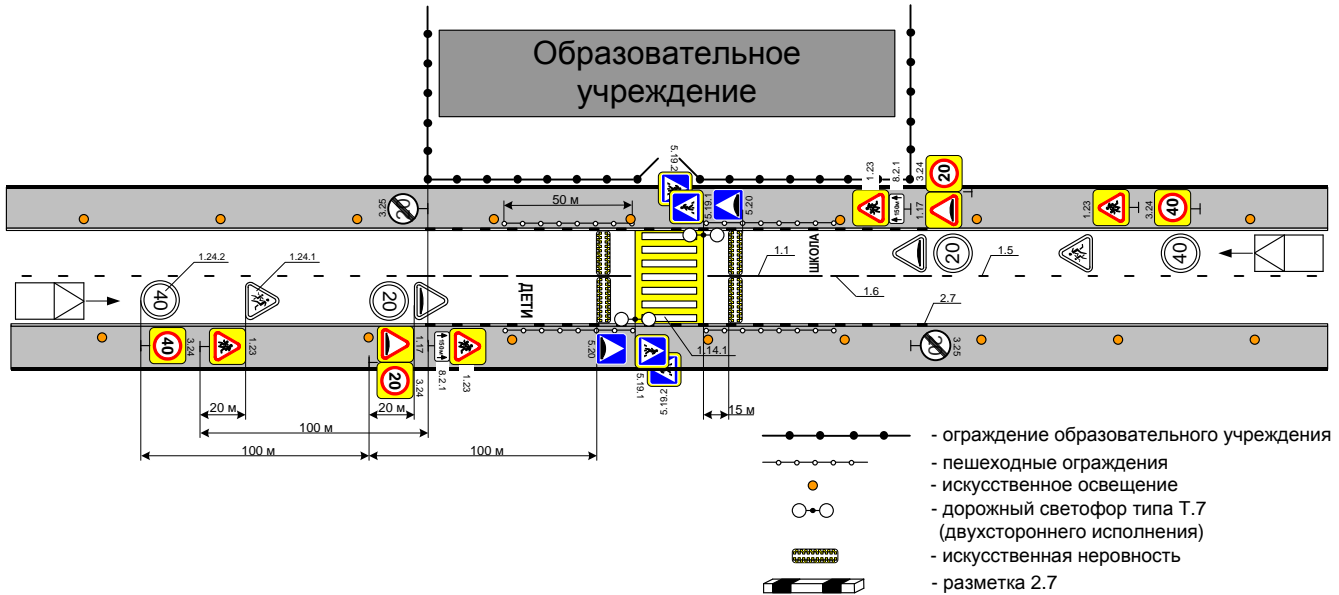 Образовательное
учреждение
5.19.2
5.19.1
5.20
50 м
3.25
20
1.23
8.2.1
150м
3.24
20
1.17
1.23
3.24
40
ШКОЛА
20
40
1.1
1.6
1.5
2.7
1.24.2
1.24.1
40
20
ДЕТИ
40
3.24
1.23
1.17
20
3.24
8.2.1
150м
1.23
5.20
5.19.1
5.19.2
1.14.1
20
3.25
20 м
20 м
15 м
100 м
100 м
100 м
- ограждение образовательного учреждения
- пешеходные ограждения
- искусственное освещение
- дорожный светофор типа Т.7
(двухстороннего исполнения)
- искусственная неровность
- разметка 2.7